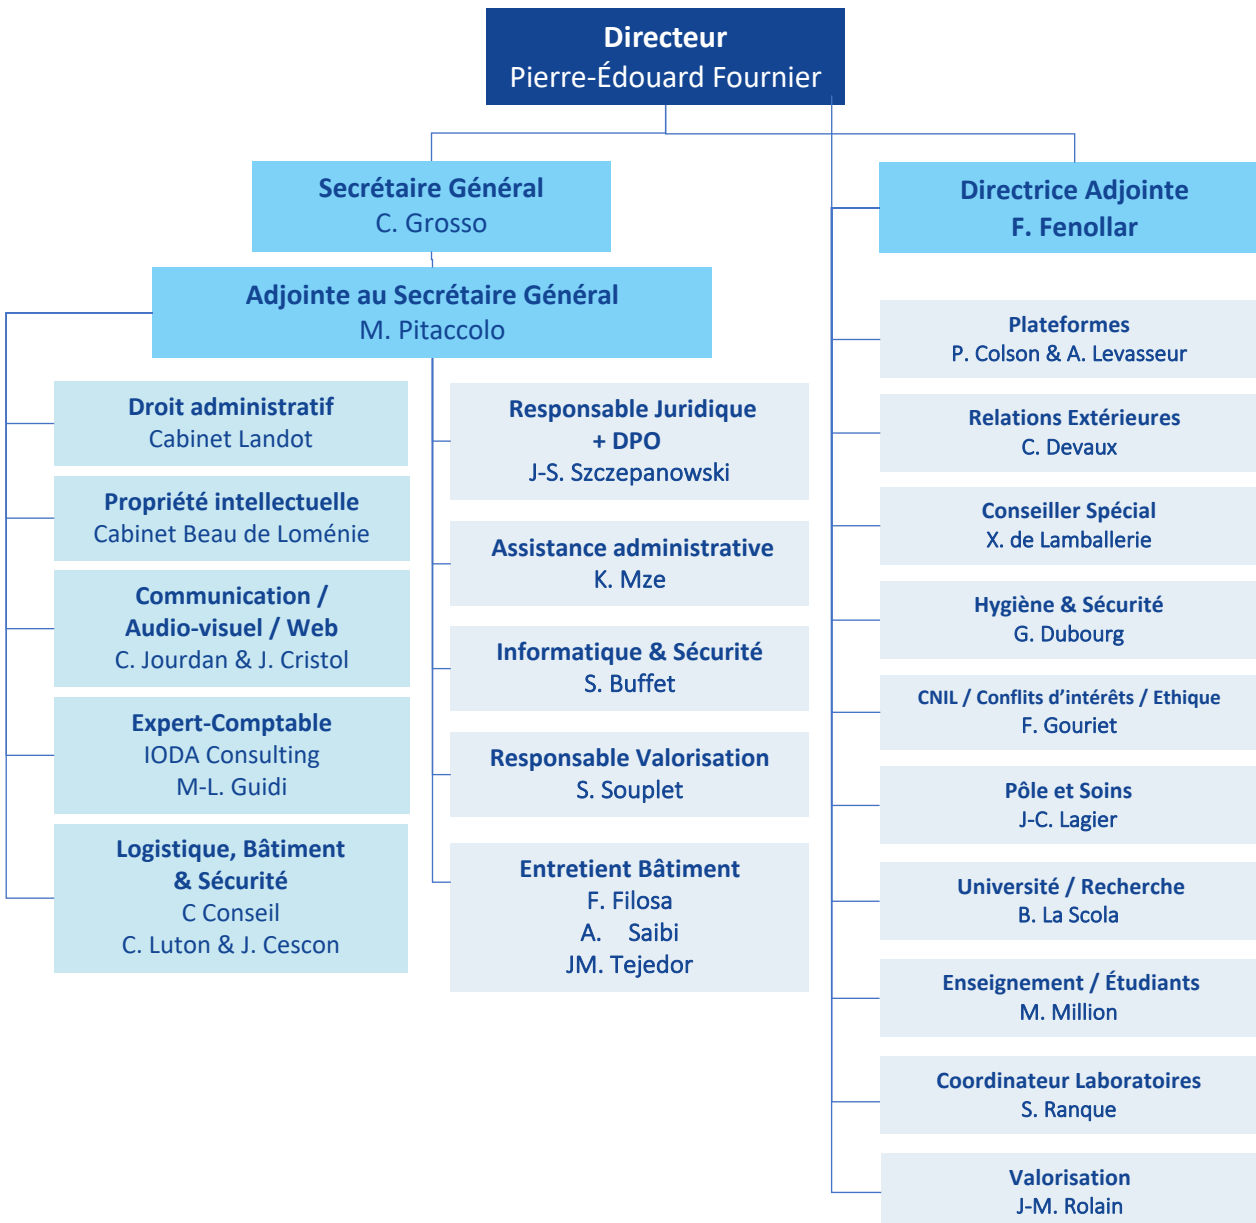 Directeur
Pierre-Édouard Fournier
Secrétaire Général
C. Grosso
Adjointe au Secrétaire Général
M. Pitaccolo
Droit administratif
Cabinet Landot
Propriété intellectuelle
Cabinet Beau de Loménie
Communication /
Audio-visuel / Web
C. Jourdan & J. Cristol
Expert-Comptable
IODA Consulting
M-L. Guidi
Logistique, Bâtiment
& Sécurité
C Conseil
C. Luton & J. Cescon
Responsable Juridique
+ DPO
J-S. Szczepanowski
Assistance administrative
K. Mze
Informatique & Sécurité
S. Buffet
Responsable Valorisation
S. Souplet
Entretient Bâtiment
F. Filosa
A. Saibi
JM. Tejedor
Directrice Adjointe
F. Fenollar
Plateformes
P. Colson & A. Levasseur
Relations Extérieures
C. Devaux
Conseiller Spécial
X. de Lamballerie
Hygiène & Sécurité
G. Dubourg
CNIL / Conflits d’intérêts / Ethique
F. Gouriet
Pôle et Soins
J-C. Lagier
Université / Recherche
B. La Scola
Enseignement / Étudiants
M. Million
Coordinateur Laboratoires
S. Ranque
Valorisation
J-M. Rolain